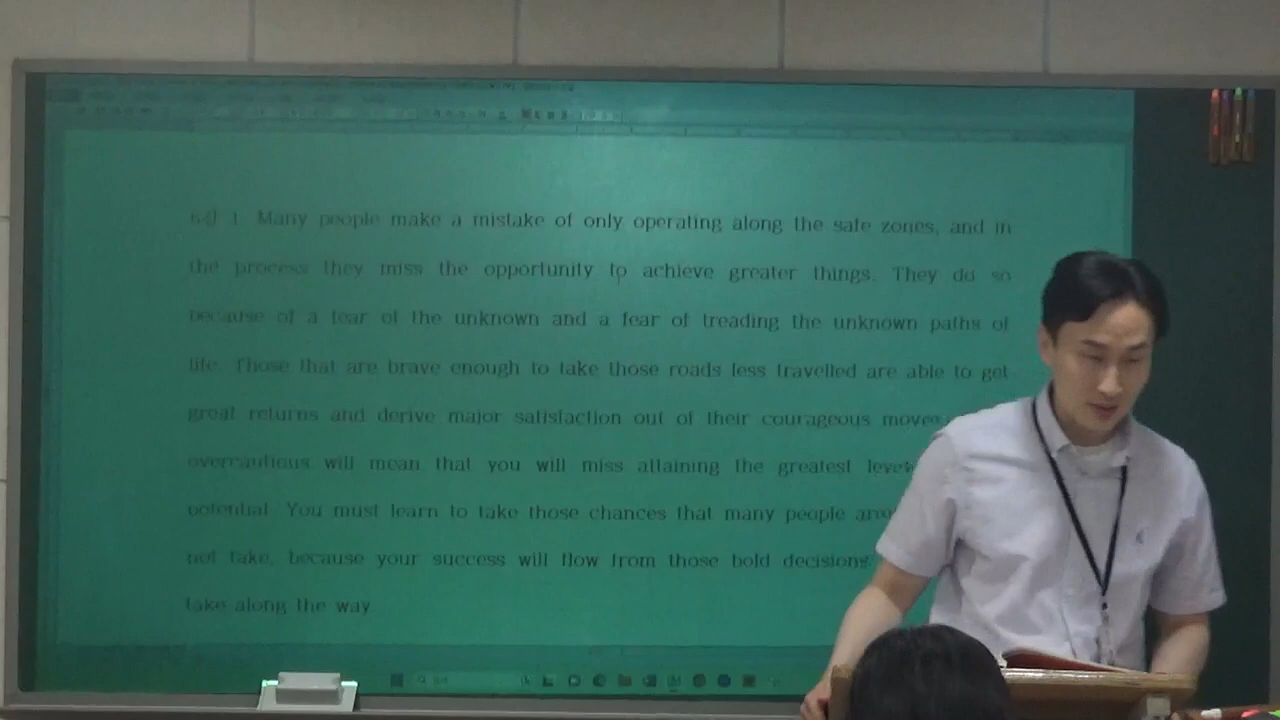 6강 1. Many people make a mistake of only operating along the safe zones, and in
the process they miss the opportunity to achieve greater things. They do so
because of a fear of the unknown and a fear of treading the unknown paths of
life. Those that are brave enough to take those roads less travelled are able to get
great returns and derive major satisfaction out of their courageous moves
overcautious will mean that you will miss attaining the greatest
potential. You must learn to take those chances that many people
not take, because your success will flow from those bold decisions
take along the way.